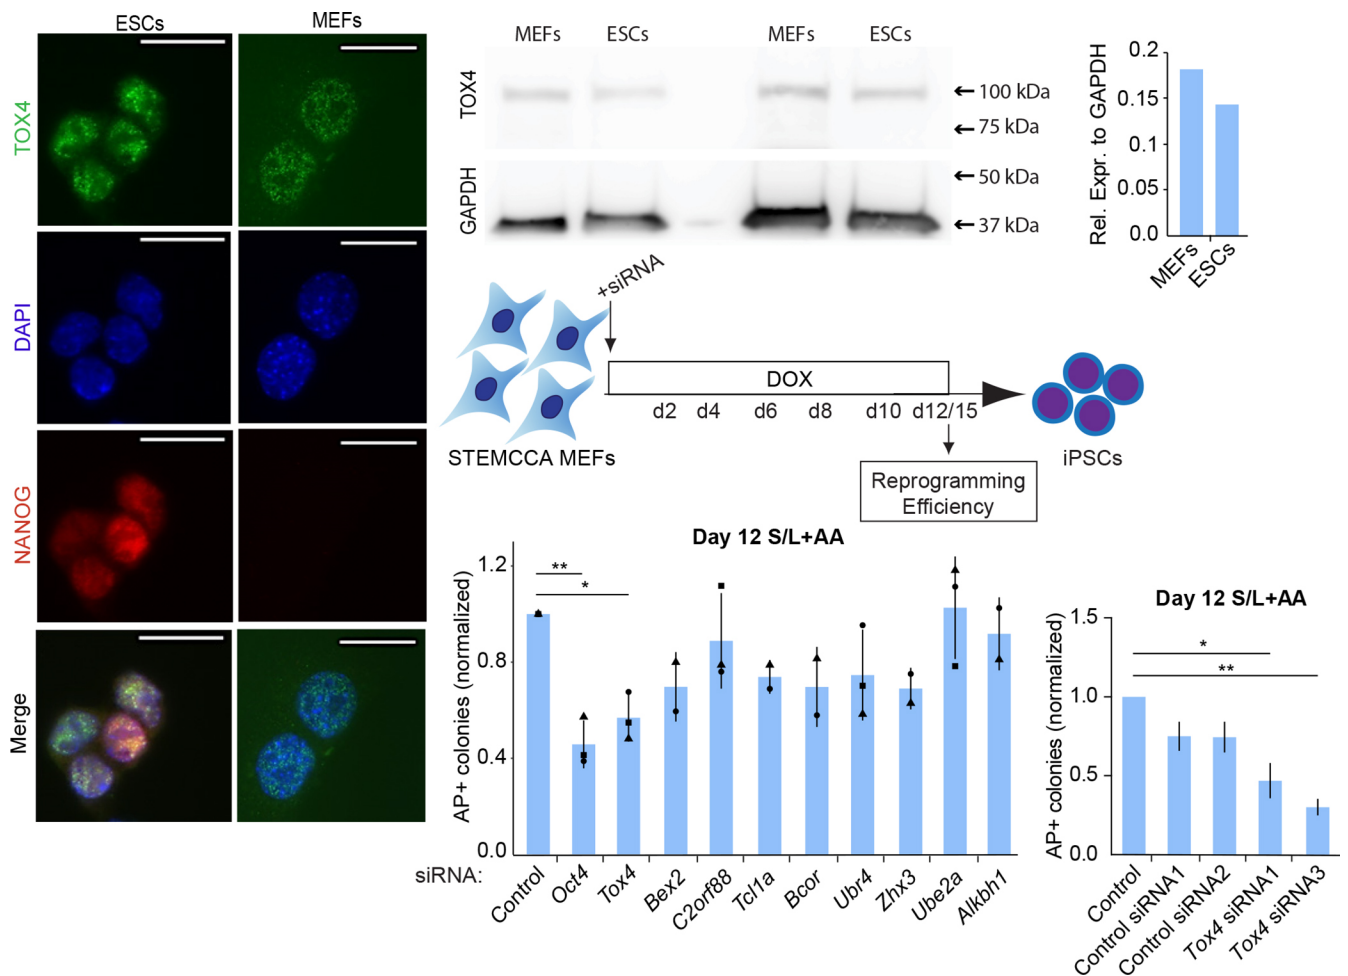 ESCs
MEFs
TOX4
DAPI
NANOG
Merge
MEFs
ESCs
MEFs
ESCs
TOX4
← 100 kDa
← 75 kDa
GAPDH
← 50 kDa
← 37 kDa
Rel. Expr. to GAPDH
0.2
0.15
0.1
0.05
0.0
MEFs
ESCs
+siRNA
DOX
d2 d4 d6 d8 d10 d12/15
STEMCCA MEFs
iPSCs
Reprogramming
Efficiency
Day 12 S/L+AA
AP+ colonies (normalized)
1.2
0.8
0.4
0.0
**
*
siRNA:
Control
Oct4
Tox4
Bex2
C2orf88
Tcl1a
Bcor
Ubr4
Zhx3
Ube2a
Alkbh1
Day 12 S/L+AA
AP+ colonies (normalized)
1.5
1.0
0.5
0.0
*
**
Control
Control siRNA1
Control siRNA2
Tox4 siRNA1
Tox4 siRNA3